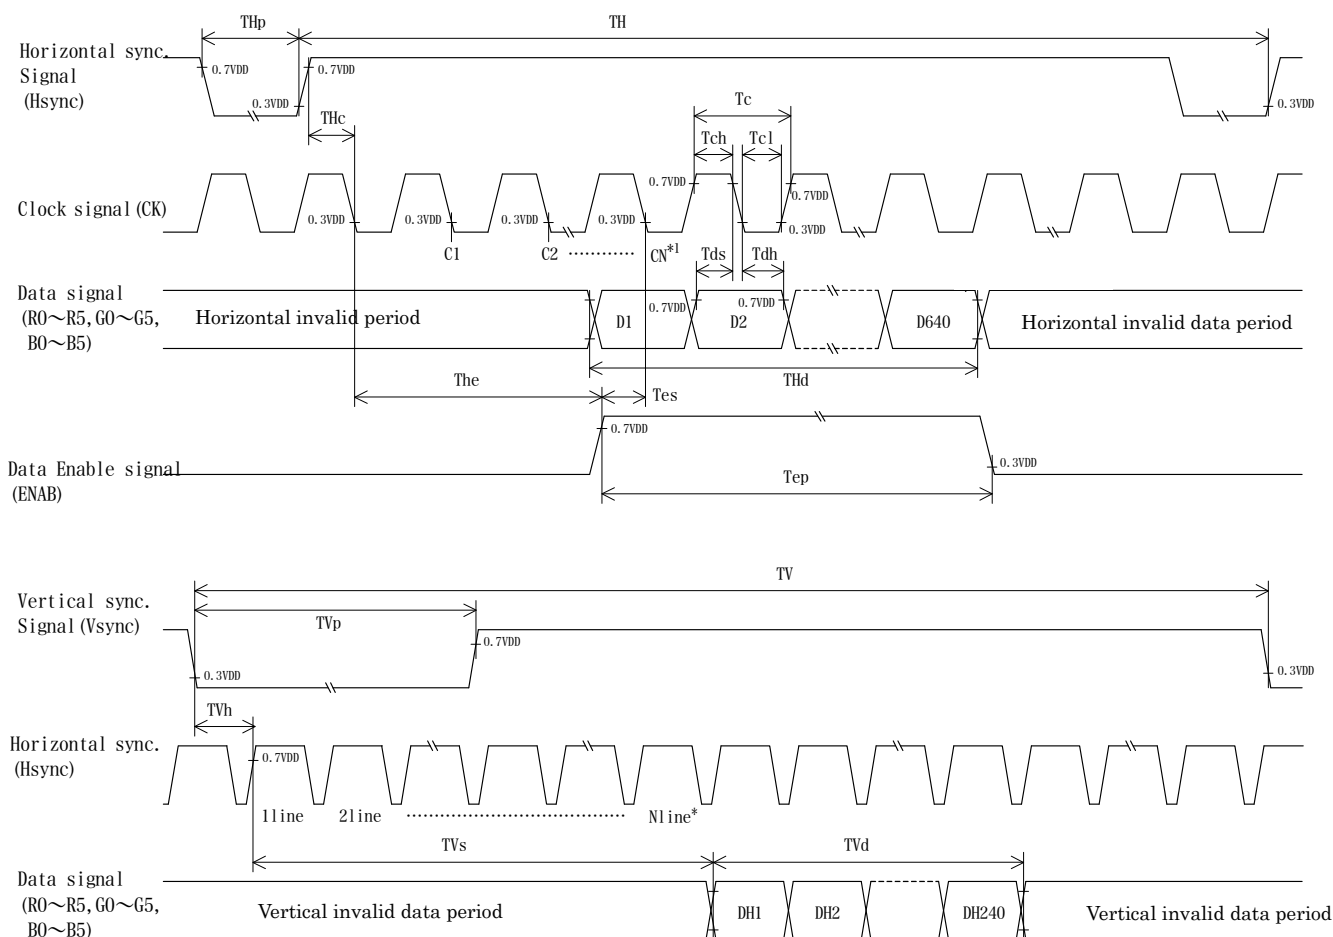 THp
TH
Horizontal sync.
Signal
(Hsync)
0.7VDD
0.7VDD
0.3VDD
0.3VDD
THc
Tc
Tch
Tcl
Clock signal(CK)
0.3VDD
0.3VDD
0.3VDD
0.3VDD
0.7VDD
0.7VDD
0.3VDD
C1
C2 ............ CN*1
Tds
Tdh
Data signal
(R0～R5,G0～G5,
B0～B5)
Horizontal invalid period
0.7VDD
0.7VDD
D1
D2
D640
Horizontal invalid data period
The
Tes
THd
0.7VDD
0.3VDD
Data Enable signal
(ENAB)
Tep
TV
Vertical sync.
Signal(Vsync)
TVp
0.7VDD
0.3VDD
0.3VDD
TVh
Horizontal sync.
(Hsync)
0.7VDD
1line
2line ........................................ Nline*
TVs
TVd
Data signal
(R0～R5,G0～G5,
B0～B5)
Vertical invalid data period
DH1
DH2
DH240
Vertical invalid data period